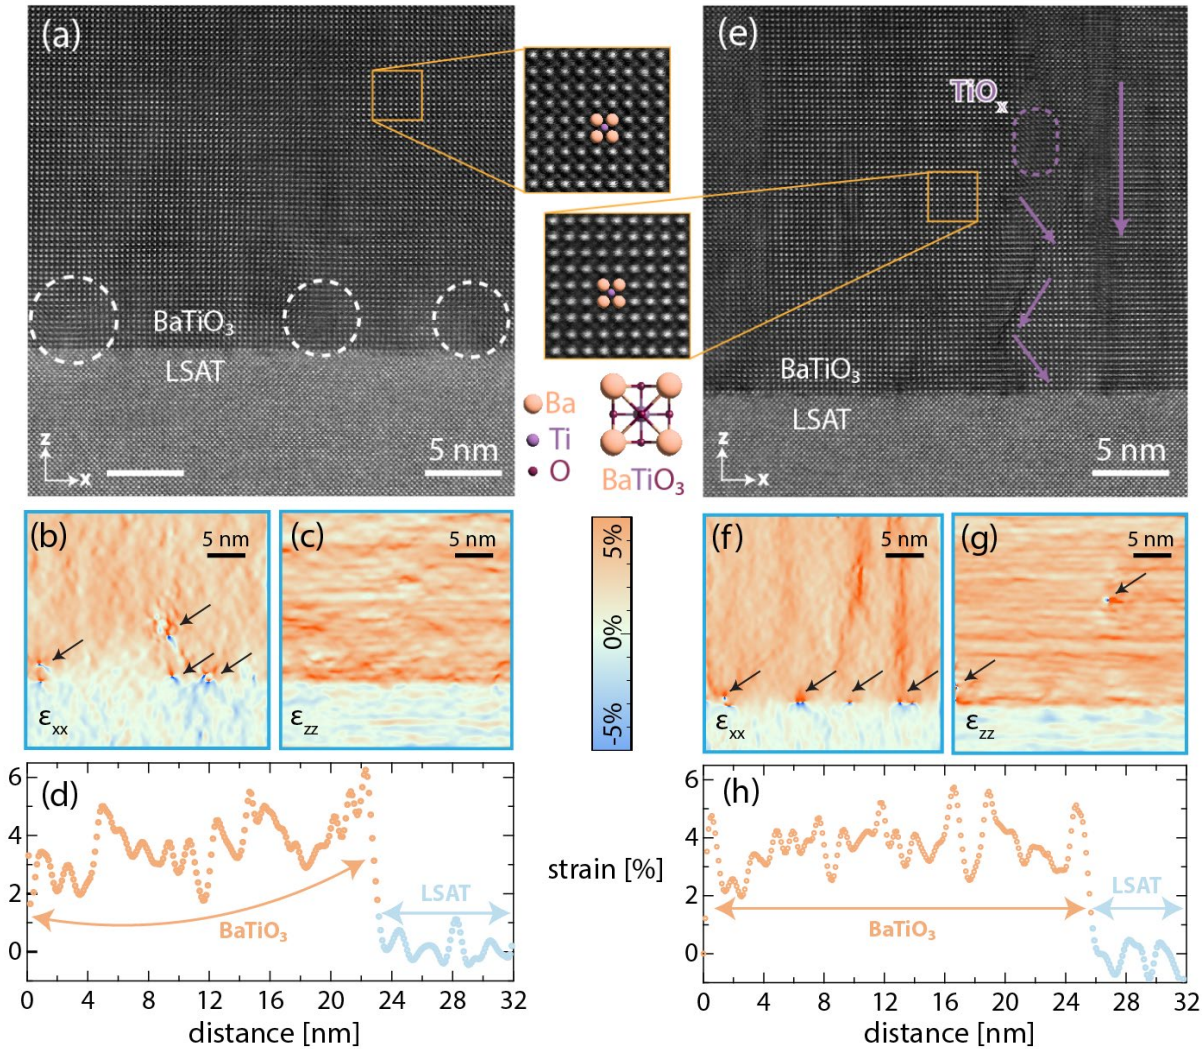 (a)
BaTiO₃
LSAT
z
x
5 nm
Ba
Ti
O
BaTiO₃
(e)
TiOₓ
BaTiO₃
LSAT
z
x
5 nm
(b)
5 nm
εxx
(c)
5 nm
εzz
5%
0%
-5%
(f)
5 nm
εxx
(g)
5 nm
εzz
(d)
6
4
2
0
LSAT
BaTiO₃
0 4 8 12 16 20 24 28 32
distance [nm]
strain [%]
(h)
6
4
2
0
LSAT
BaTiO₃
0 4 8 12 16 20 24 28 32
distance [nm]